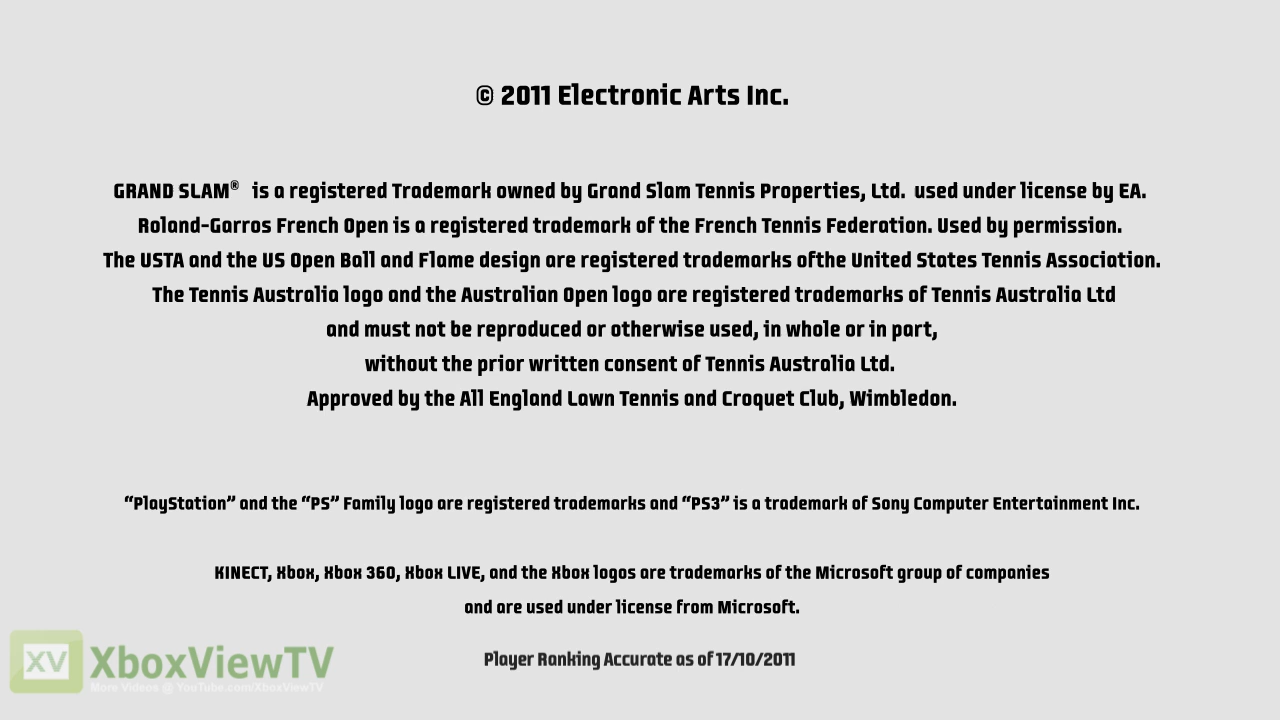 © 2011 Electronic Arts Inc.
GRAND SLAM® is a registered Trademark owned by Grand Slam Tennis Properties, Ltd. used under license by EA.
Roland-Garros French Open is a registered trademark of the French Tennis Federation. Used by permission.
The USTA and the US Open Ball and Flame design are registered trademarks ofthe United States Tennis Association.
The Tennis Australia logo and the Australian Open logo are registered trademarks of Tennis Australia Ltd
and must not be reproduced or otherwise used, in whole or in part,
without the prior written consent of Tennis Australia Ltd.
Approved by the All England Lawn Tennis and Croquet Club, Wimbledon.
“PlayStation” and the “PS” Family logo are registered trademarks and “PS3” is a trademark of Sony Computer Entertainment Inc.
KINECT, Xbox, Xbox 360, Xbox LIVE, and the Xbox logos are trademarks of the Microsoft group of companies
and are used under license from Microsoft.
Player Ranking Accurate as of 17/10/2011
XV XboxViewTV
More Videos @ YouTube.com/XboxViewTV